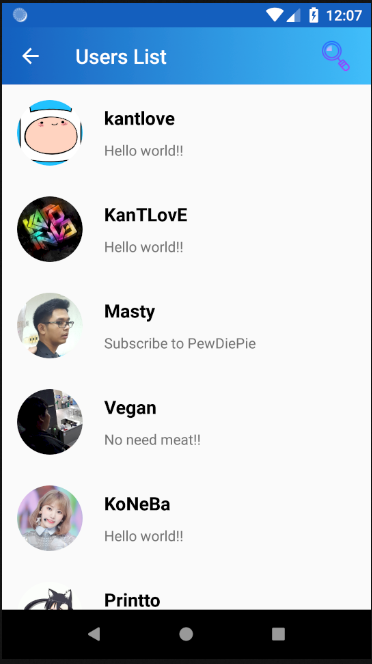 12:07
Users List
kantlove
Hello world!!
KanTLovE
Hello world!!
Masty
Subscribe to PewDiePie
Vegan
No need meat!!
KoNeBa
Hello world!!
Printto